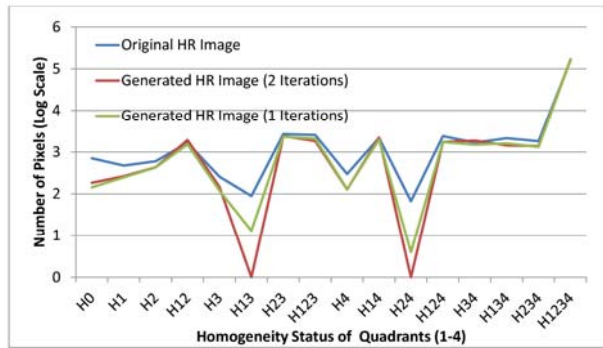 Number of Pixels (Log Scale)
6
5
4
3
2
1
0
Original HR Image
Generated HR Image (2 Iterations)
Generated HR Image (1 Iterations)
H0 H1 H2 H12 H3 H13 H23 H123 H4 H14 H24 H124 H34 H134 H234 H1234
Homogeneity Status of Quadrants (1-4)